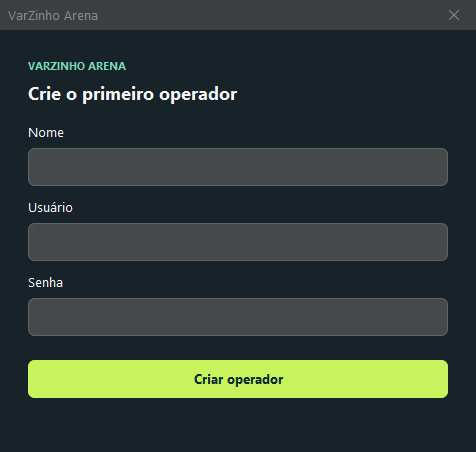 VarZinho Arena
VARZINHO ARENA
Crie o primeiro operador
Nome
Usuário
Senha
Criar operador